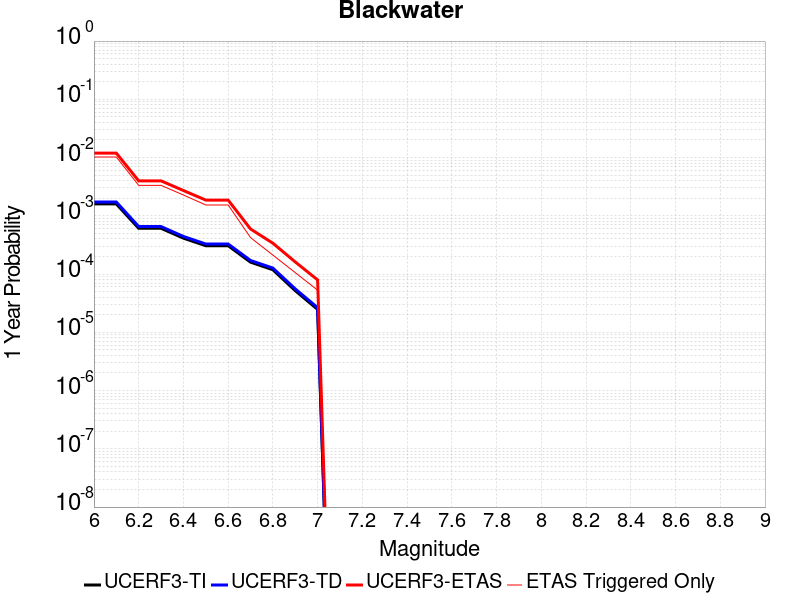 Blackwater
10 0
10 -1
10 -2
10 -3
10 -4
10 -5
10 -6
10 -7
10 -8
1 Year Probability
6 6.2 6.4 6.6 6.8 7 7.2 7.4 7.6 7.8 8 8.2 8.4 8.6 8.8 9
Magnitude
UCERF3-TI UCERF3-TD UCERF3-ETAS ETAS Triggered Only